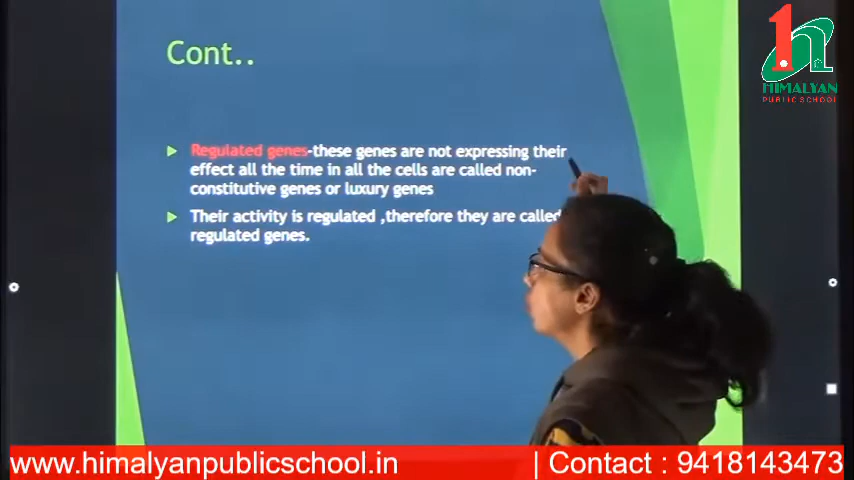 Cont..
Regulated genes-these genes are not expressing their
effect all the time in all the cells are called non-
constitutive genes or luxury genes
Their activity is regulated ,therefore they are called
regulated genes.
1h
HIMALYAN
PUBLIC SCHOOL
www.himalyanpublicschool.in | Contact : 9418143473